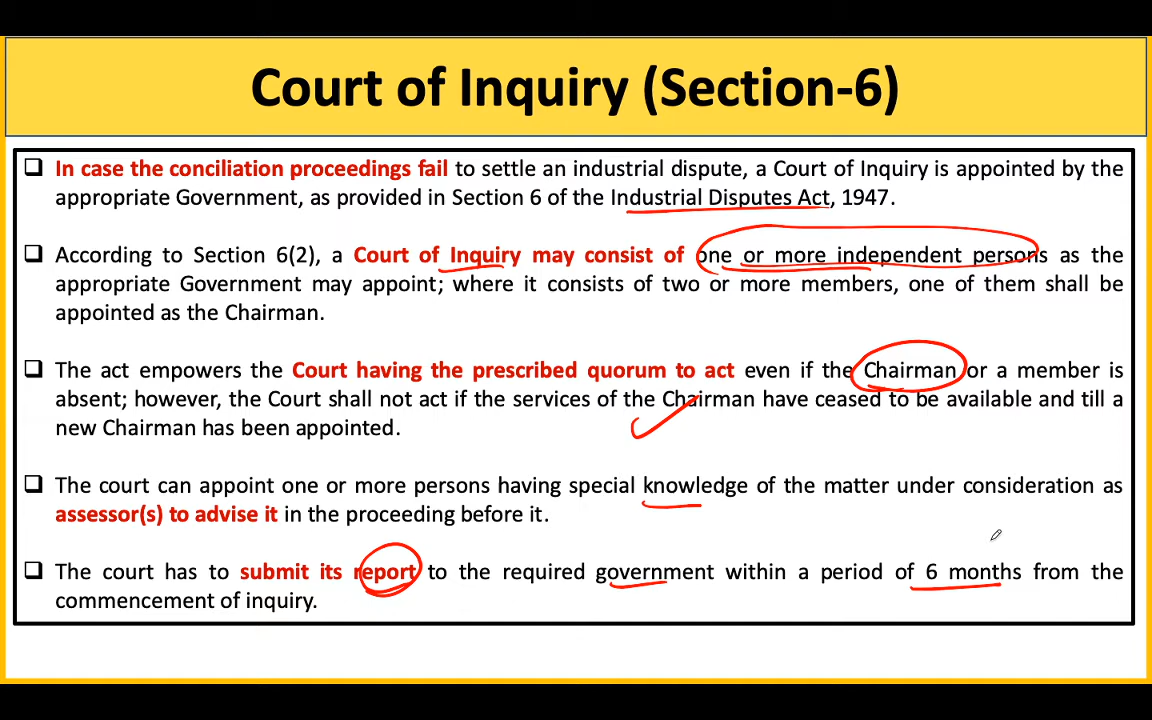 Court of Inquiry (Section-6)
❑ In case the conciliation proceedings fail to settle an industrial dispute, a Court of Inquiry is appointed by the
appropriate Government, as provided in Section 6 of the Industrial Disputes Act, 1947.
❑ According to Section 6(2), a Court of Inquiry may consist of one or more independent persons as the
appropriate Government may appoint; where it consists of two or more members, one of them shall be
appointed as the Chairman.
❑ The act empowers the Court having the prescribed quorum to act even if the Chairman or a member is
absent; however, the Court shall not act if the services of the Chairman have ceased to be available and till a
new Chairman has been appointed.
❑ The court can appoint one or more persons having special knowledge of the matter under consideration as
assessor(s) to advise it in the proceeding before it.
❑ The court has to submit its report to the required government within a period of 6 months from the
commencement of inquiry.